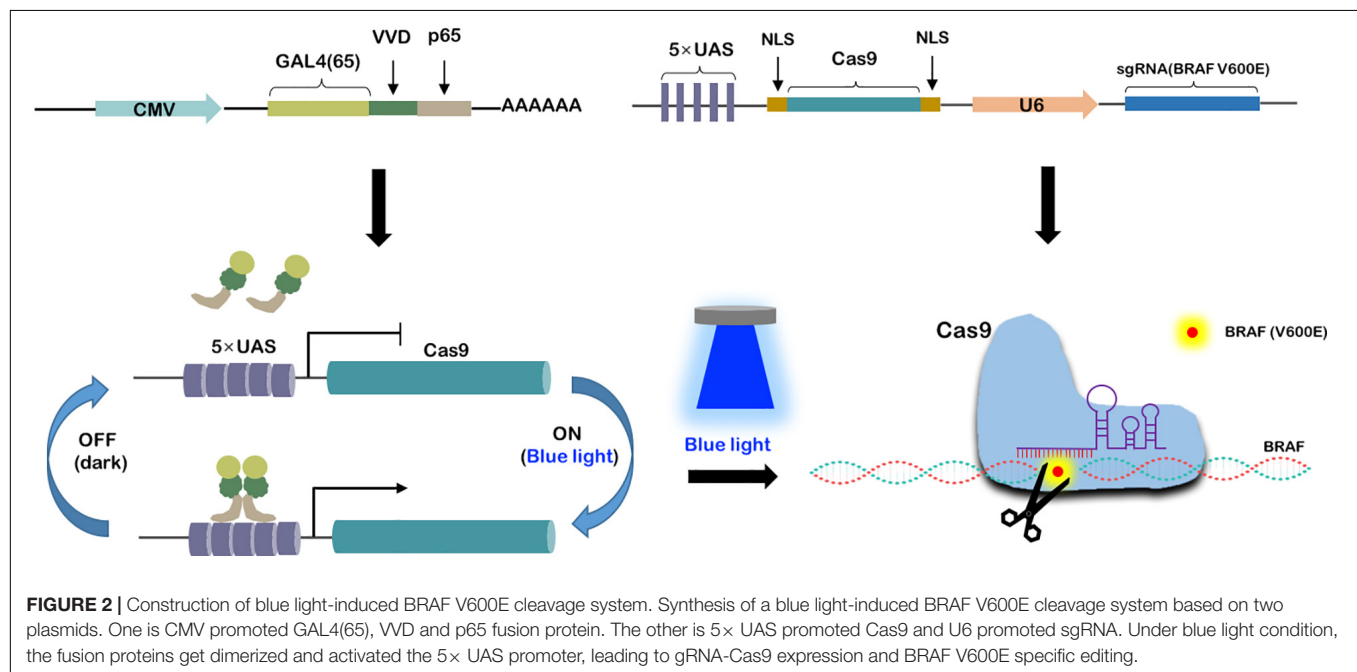 VVD
p65
GAL4(65)
CMV
AAAAAA
5×UAS
NLS
Cas9
NLS
sgRNA(BRAF V600E)
U6
5×UAS
Cas9
OFF
(dark)
ON
(Blue light)
Blue light
Cas9
BRAF (V600E)
BRAF
FIGURE 2 | Construction of blue light-induced BRAF V600E cleavage system. Synthesis of a blue light-induced BRAF V600E cleavage system based on two
plasmids. One is CMV promoted GAL4(65), VVD and p65 fusion protein. The other is 5× UAS promoted Cas9 and U6 promoted sgRNA. Under blue light condition,
the fusion proteins get dimerized and activated the 5× UAS promoter, leading to gRNA-Cas9 expression and BRAF V600E specific editing.